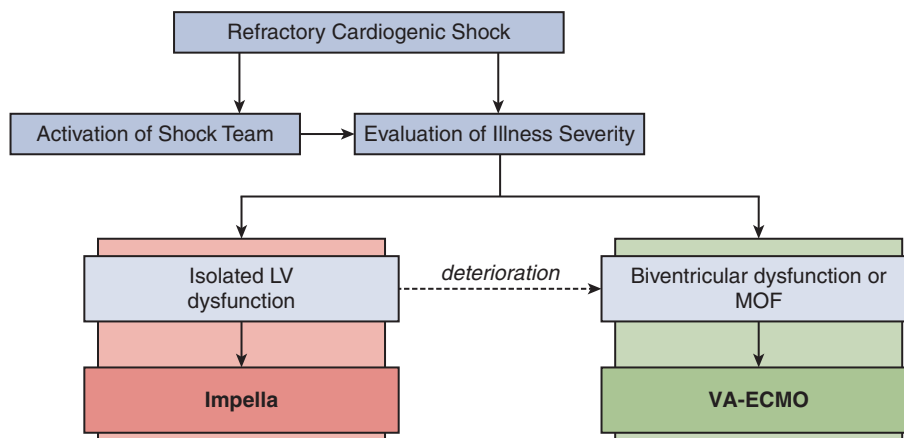 Refractory Cardiogenic Shock
Activation of Shock Team
Evaluation of Illness Severity
Isolated LV
dysfunction
deterioration
Biventricular dysfunction or
MOF
Impella
VA-ECMO